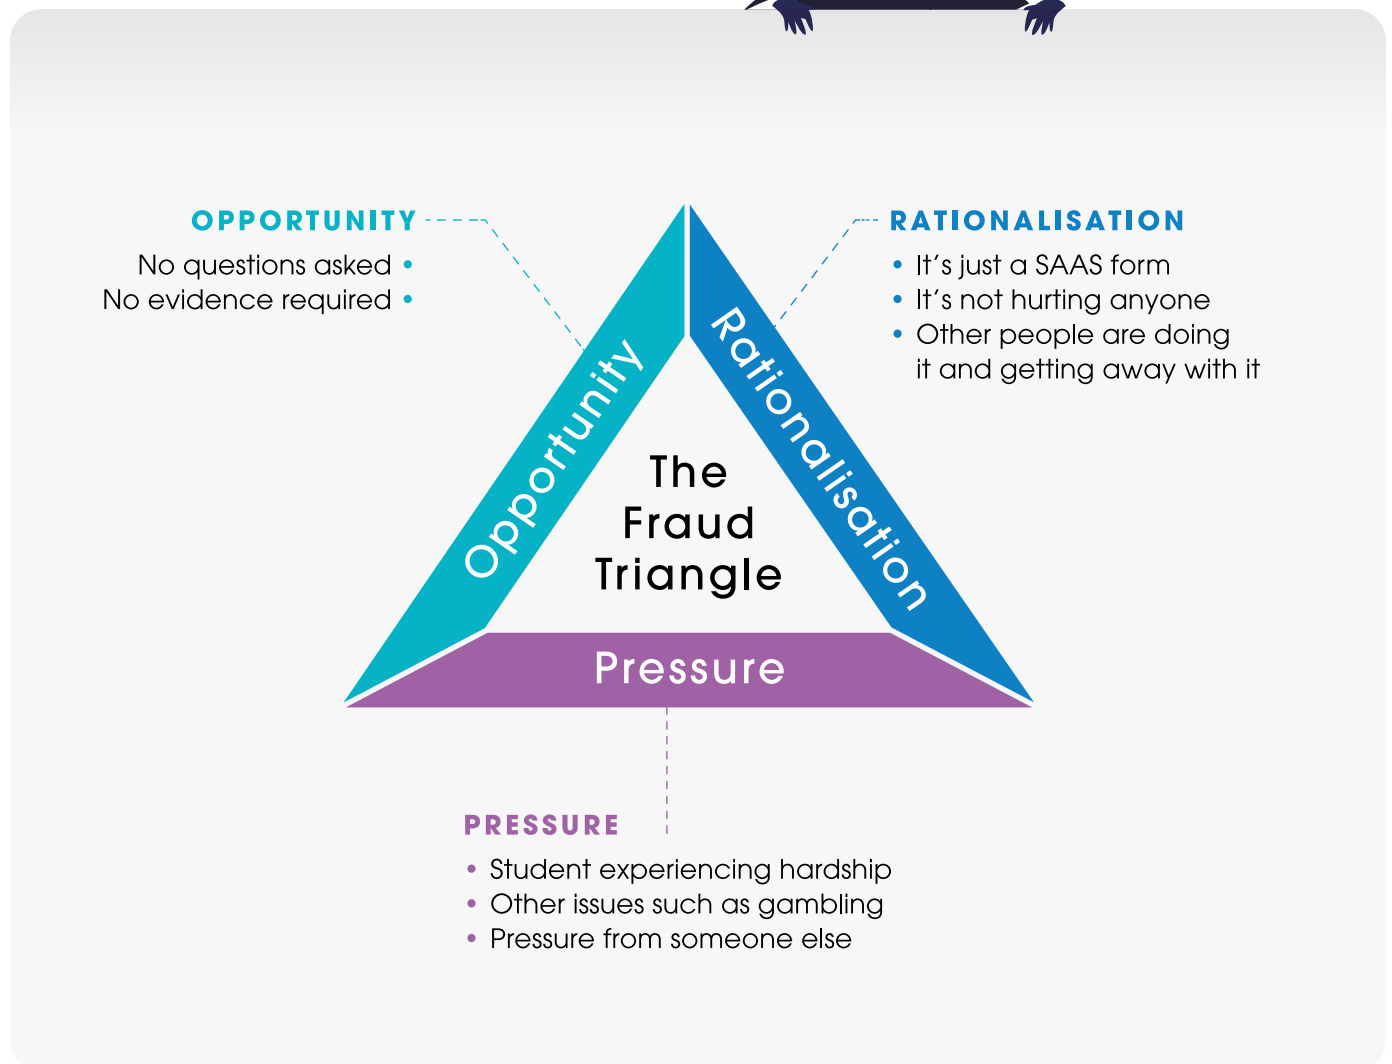 OPPORTUNITY
No questions asked •
No evidence required •
RATIONALISATION
• It's just a SAAS form
• It's not hurting anyone
• Other people are doing
it and getting away with it
Opportunity
Rationalisation
The
Fraud
Triangle
Pressure
PRESSURE
• Student experiencing hardship
• Other issues such as gambling
• Pressure from someone else